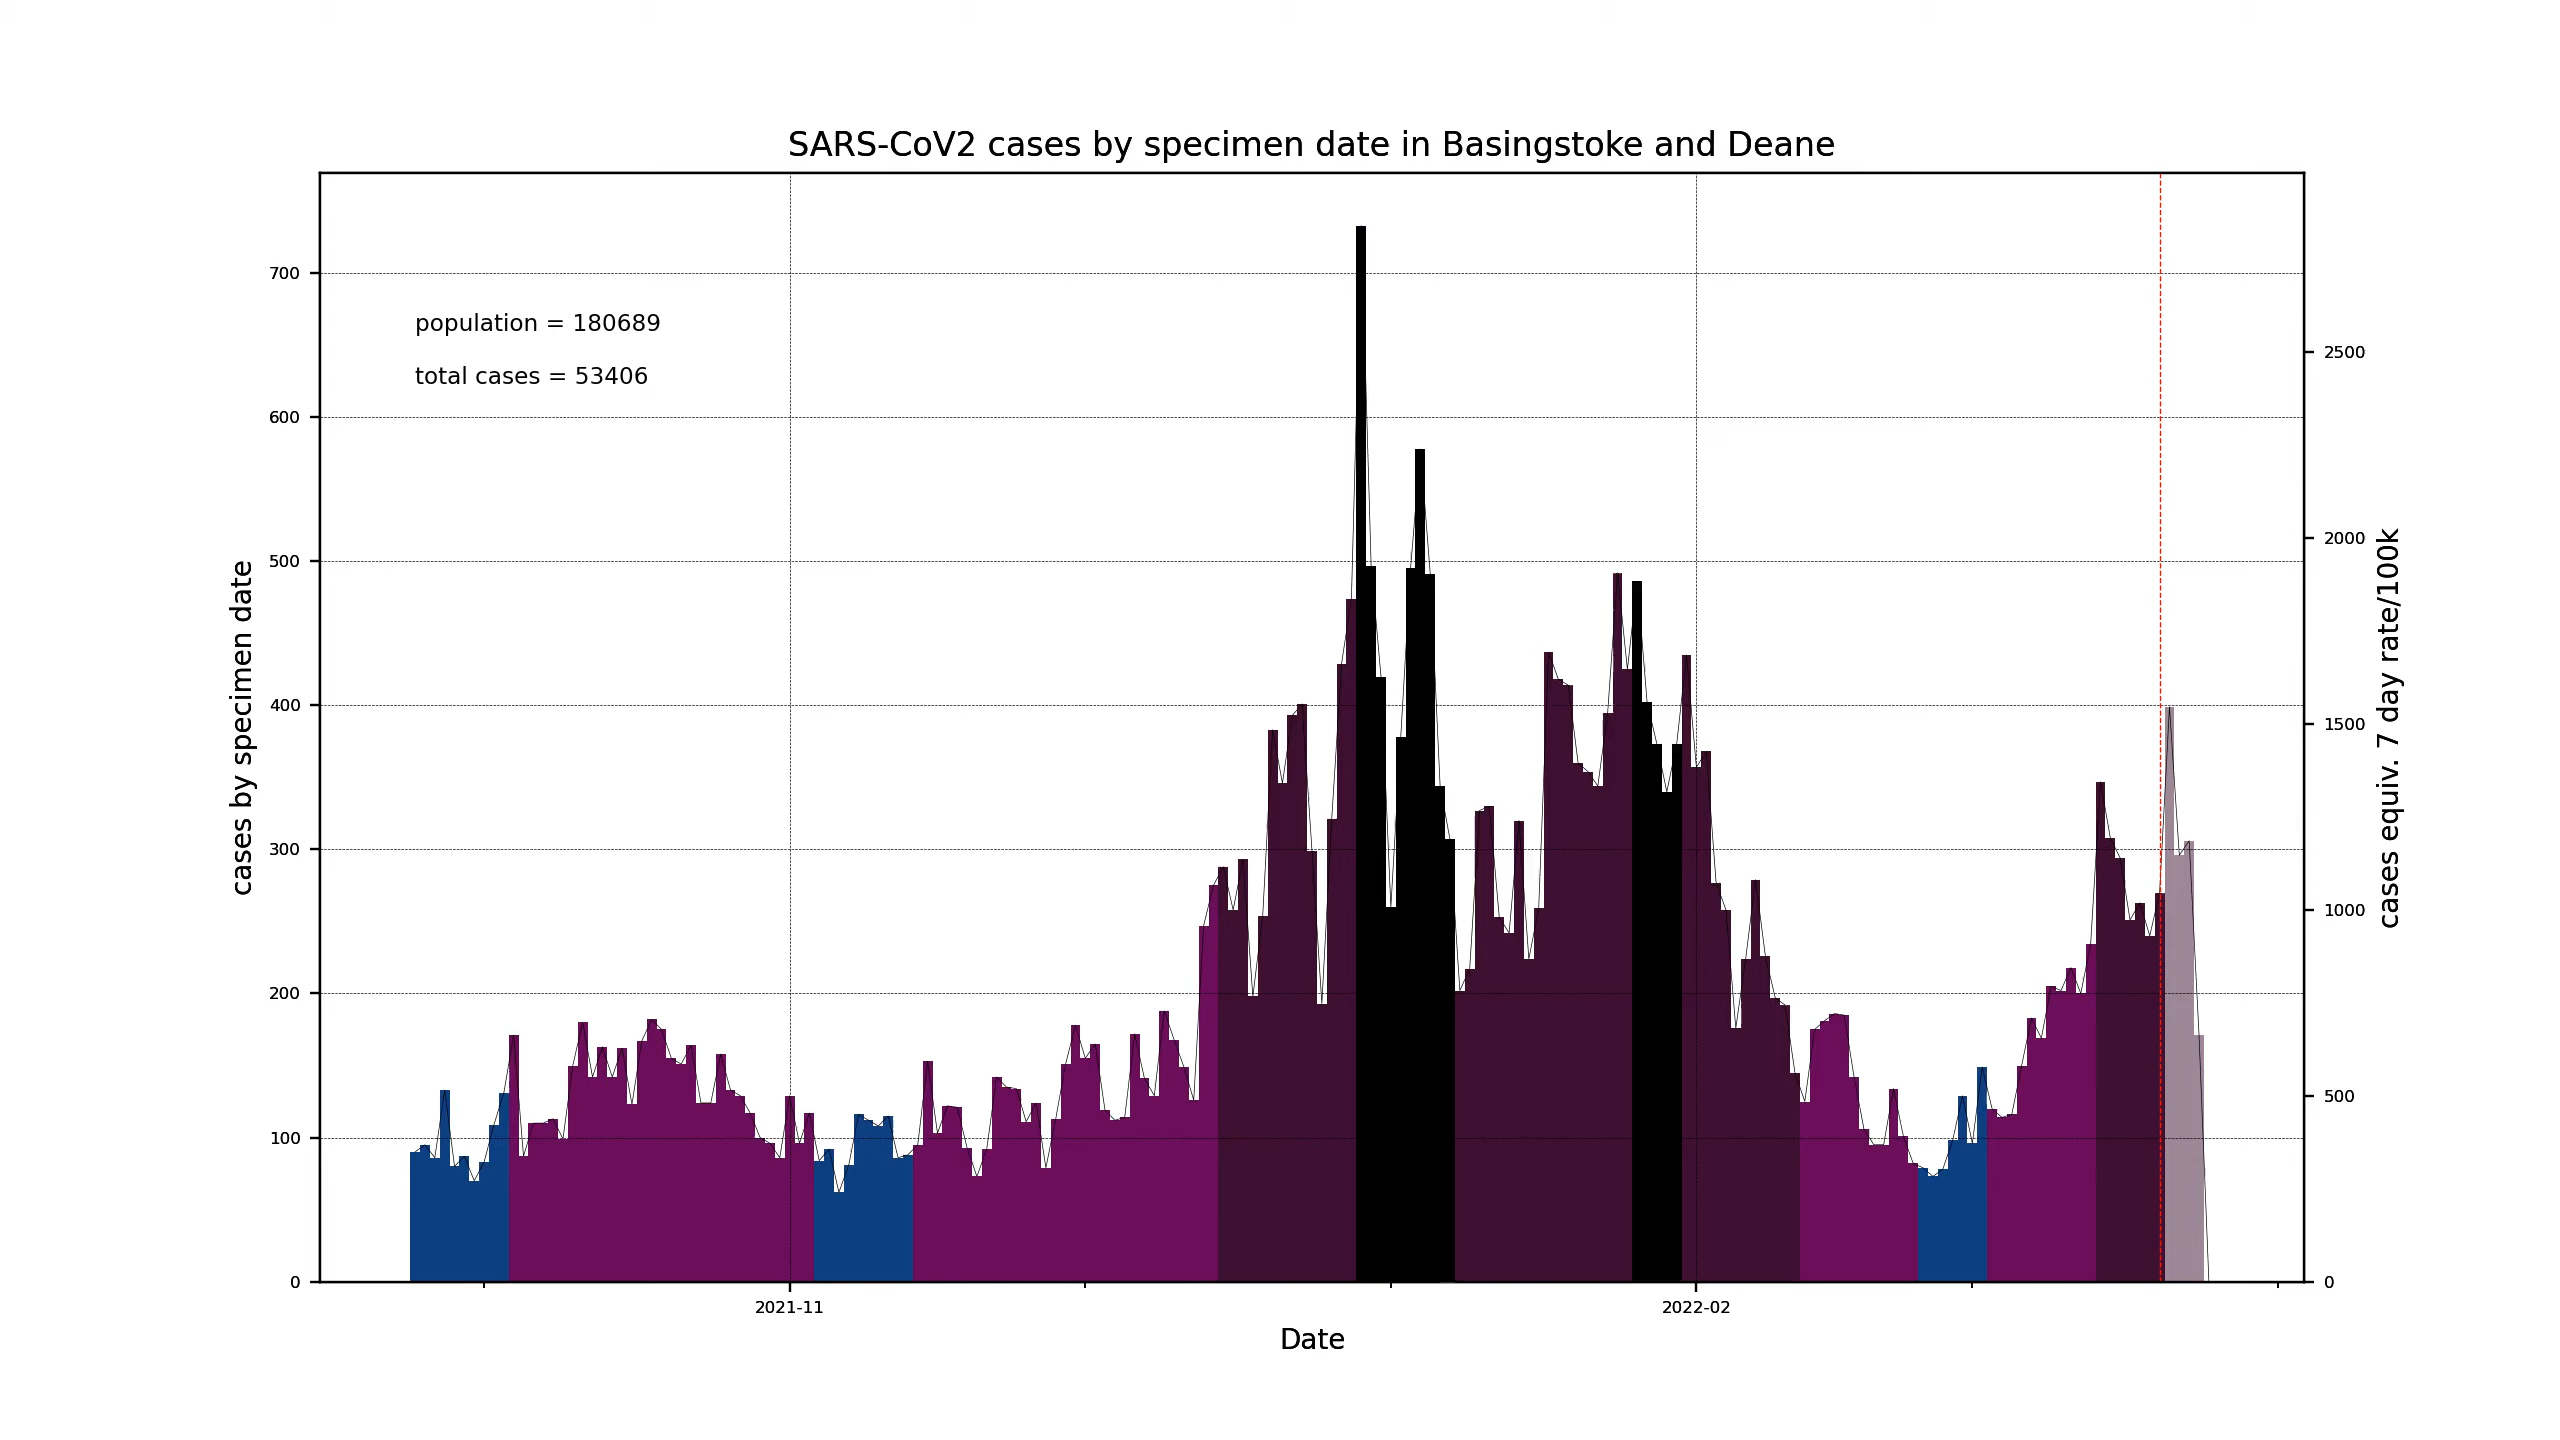 SARS-CoV2 cases by specimen date in Basingstoke and Deane
population = 180689
total cases = 53406
cases by specimen date
700
600
500
400
300
200
100
0
2500
2000
1500
1000
500
0
cases equiv. 7 day rate/100k
2021-11
2022-02
Date